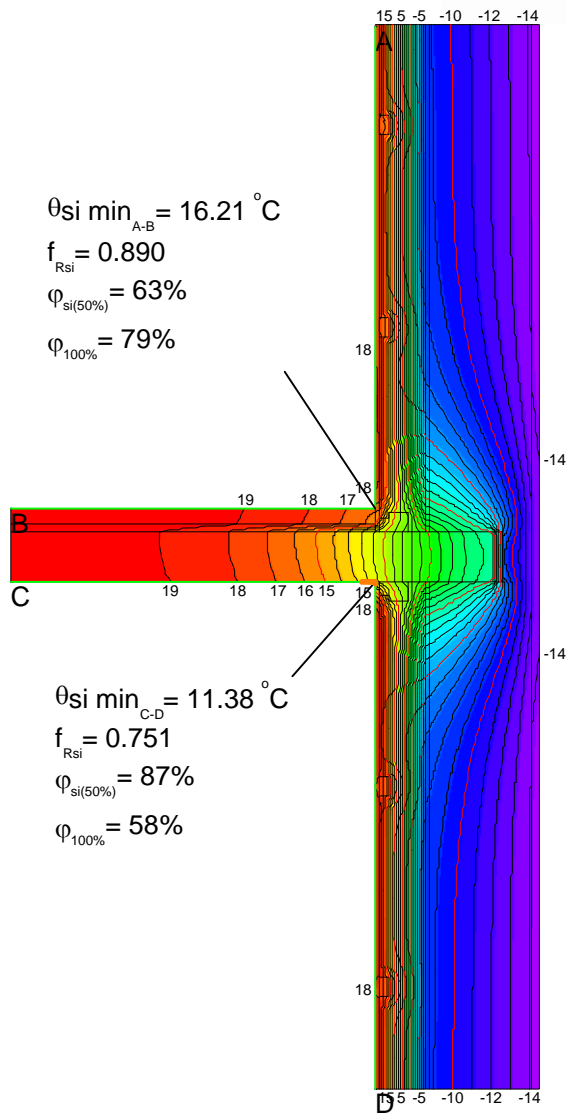 15 5 -5 -10 -12 -14
A
θsi min A-B = 16.21 °C
fRsi = 0.890
φsi(50%) = 63%
φ100% = 79%
18
-14
18
19 18 17
B
C
19 18 17 16 15 15
18
-14
θsi min C-D = 11.38 °C
fRsi = 0.751
φsi(50%) = 87%
φ100% = 58%
18
D
15 5 -5 -10 -12 -14